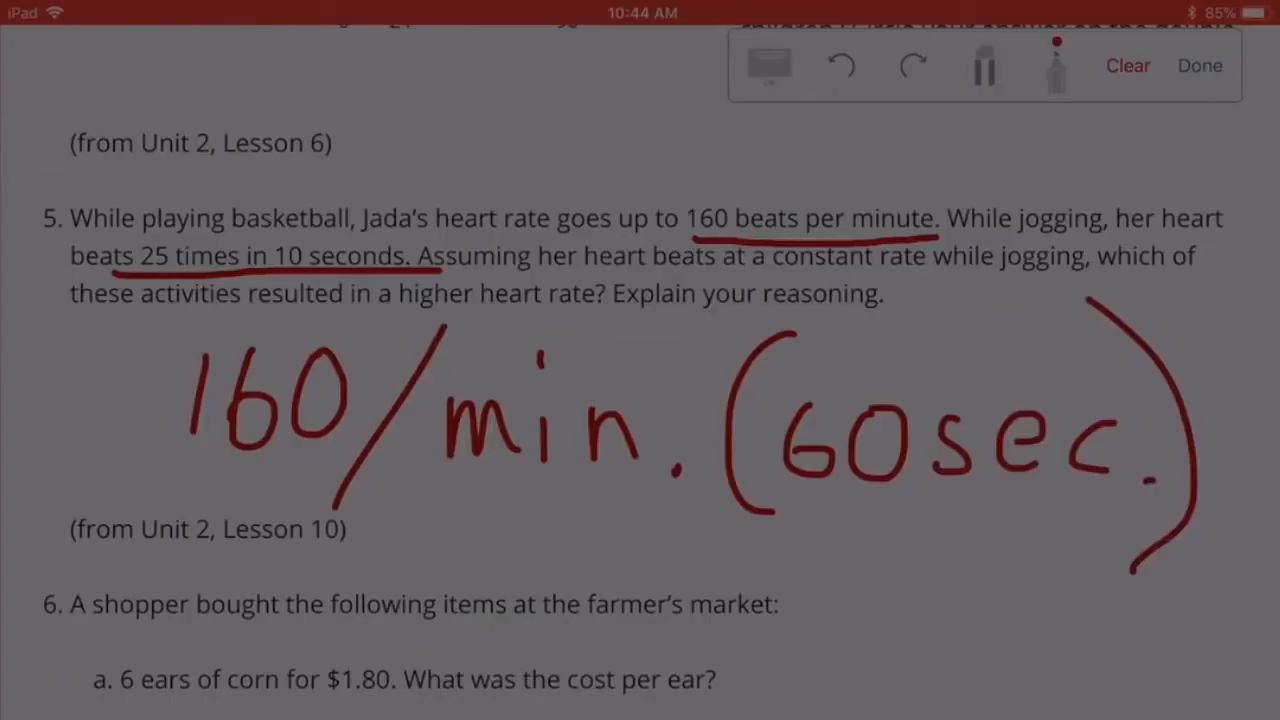 iPad 10:44 AM 85%
Clear Done
(from Unit 2, Lesson 6)
5. While playing basketball, Jada's heart rate goes up to 160 beats per minute. While jogging, her heart
beats 25 times in 10 seconds. Assuming her heart beats at a constant rate while jogging, which of
these activities resulted in a higher heart rate? Explain your reasoning.
160/min. (60sec.)
(from Unit 2, Lesson 10)
6. A shopper bought the following items at the farmer's market:
a. 6 ears of corn for $1.80. What was the cost per ear?